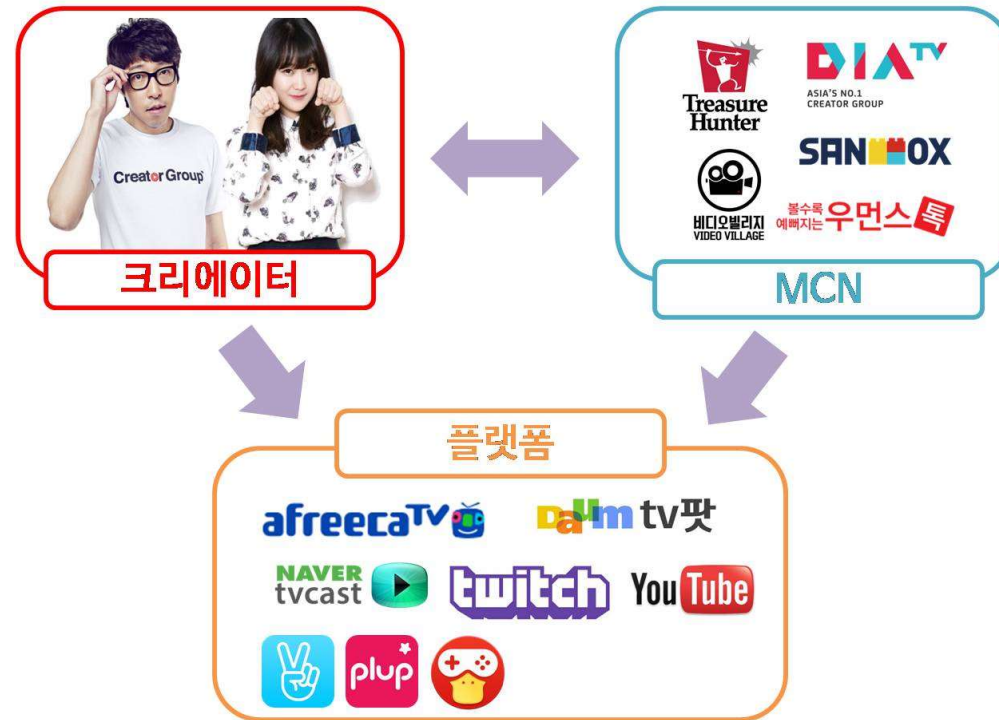 Creator Group
크리에이터
Treasure
Hunter
DIA TV
ASIA'S NO.1
CREATOR GROUP
SANDBOX
비디오빌리지
VIDEO VILLAGE
볼수록
예뻐지는 우먼스톡
MCN
플랫폼
afreecaTV
Daum tv팟
NAVER
tvcast
twitch
YouTube
V
plup